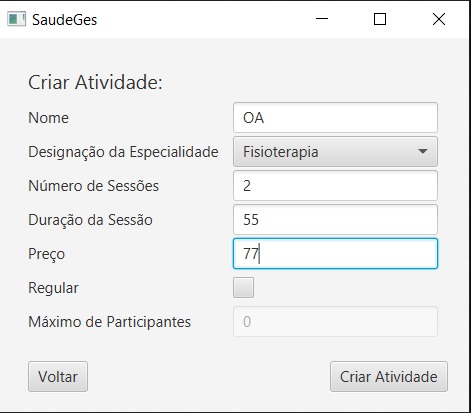 SaudeGes
Criar Atividade:
Nome OA
Designação da Especialidade Fisioterapia
Número de Sessões 2
Duração da Sessão 55
Preço 77
Regular
Máximo de Participantes 0
Voltar Criar Atividade